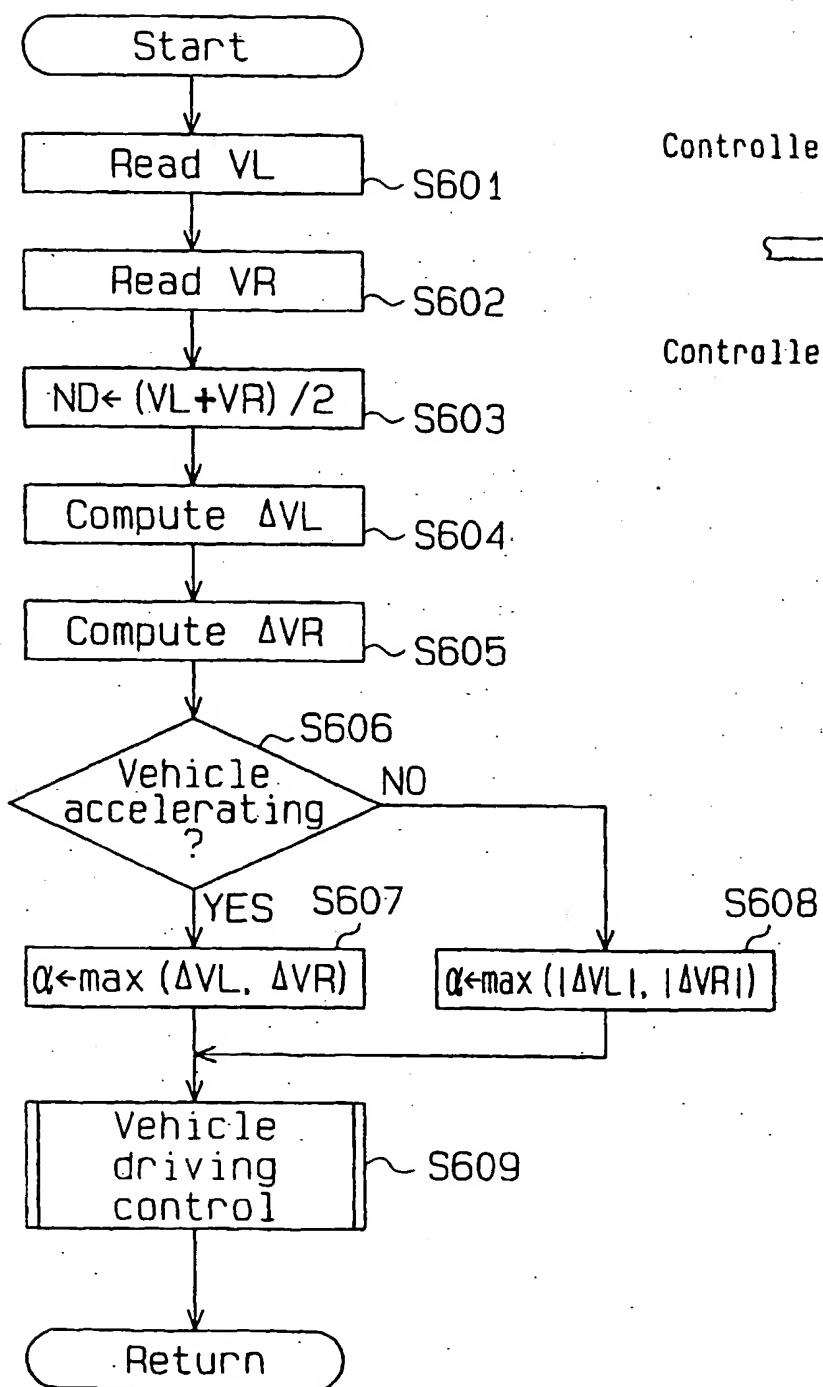 Start
Read VL
S601
Read VR
S602
ND←(VL+VR)/2
S603
Compute ΔVL
S604
Compute ΔVR
S605
S606
Vehicle
accelerating
?
NO
YES
S607
α←max(ΔVL, ΔVR)
S608
α←max(|ΔVL|, |ΔVR|)
Vehicle
driving
control
S609
Return
Controlle
Controlle